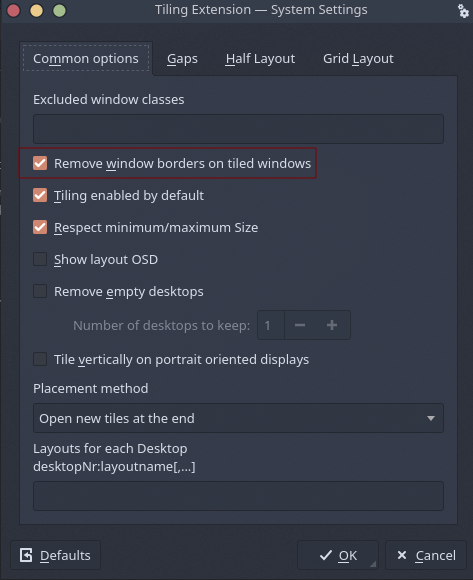 Tiling Extension — System Settings
Common options Gaps Half Layout Grid Layout
Excluded window classes
Remove window borders on tiled windows
Tiling enabled by default
Respect minimum/maximum Size
Show layout OSD
Remove empty desktops
Number of desktops to keep: 1
Tile vertically on portrait oriented displays
Placement method
Open new tiles at the end
Layouts for each Desktop
desktopNr:layoutname[,...]
Defaults OK Cancel